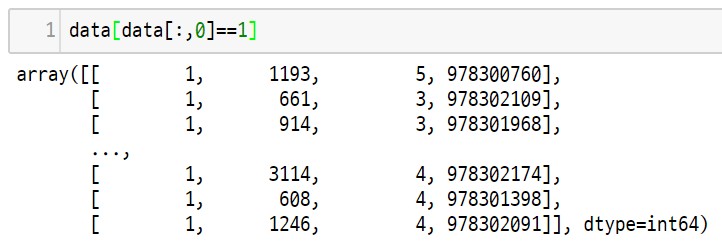 1 data[data[:,0]==1]
array([[        1,      1193,         5, 978300760],
       [        1,       661,         3, 978302109],
       [        1,       914,         3, 978301968],
       ...,
       [        1,      3114,         4, 978302174],
       [        1,       608,         4, 978301398],
       [        1,      1246,         4, 978302091]], dtype=int64)